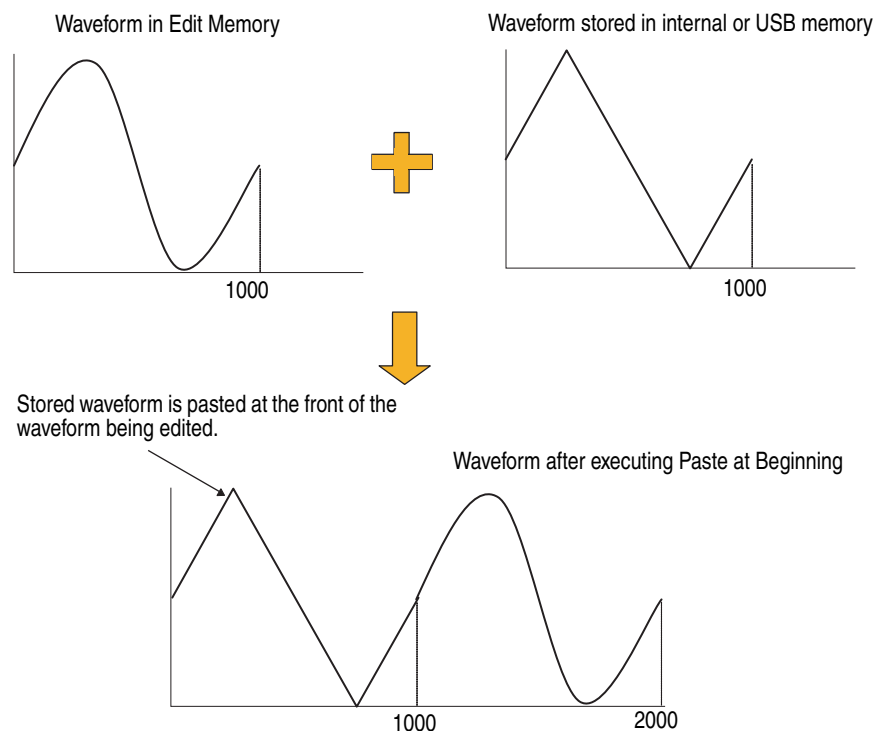 Waveform in Edit Memory
Waveform stored in internal or USB memory
1000
1000
Stored waveform is pasted at the front of the
waveform being edited.
Waveform after executing Paste at Beginning
1000
2000